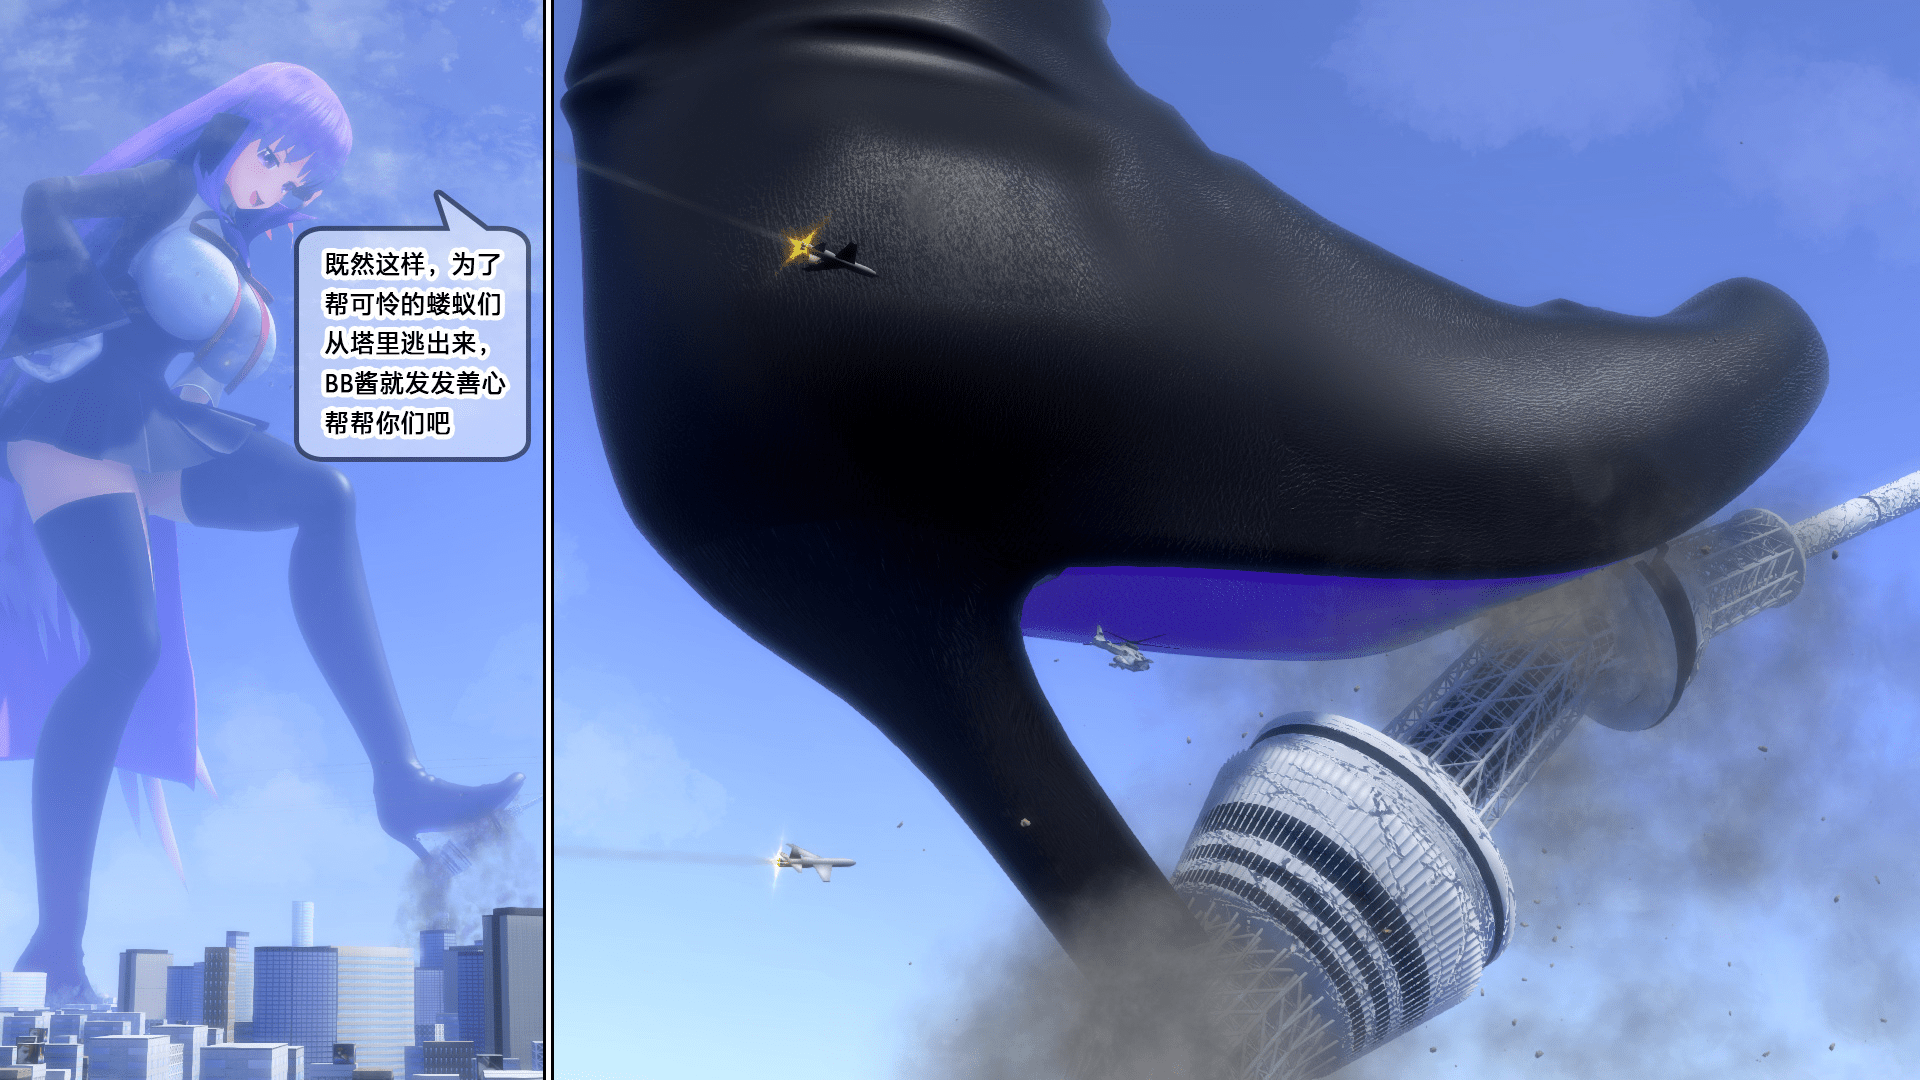 既然这样，为了
帮可怜的蝼蚁们
从塔里逃出来，
BB酱就发发善心
帮帮你们吧